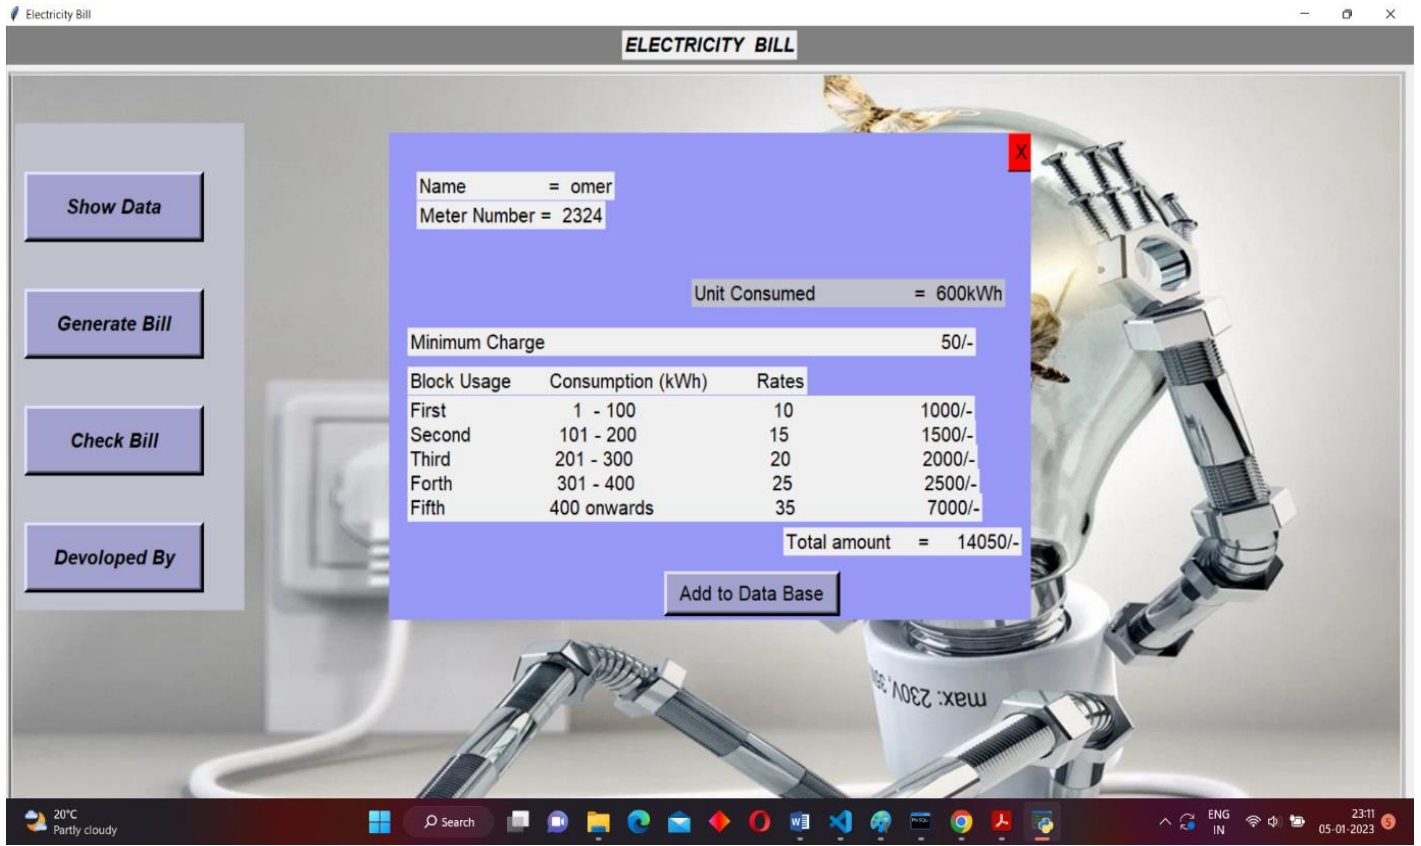 Electricity Bill
ELECTRICITY BILL
Show Data
Generate Bill
Check Bill
Devoloped By
X
Name = omer
Meter Number = 2324
Unit Consumed = 600kWh
Minimum Charge 50/-
Block Usage Consumption (kWh) Rates
First 1 - 100 10 1000/-
Second 101 - 200 15 1500/-
Third 201 - 300 20 2000/-
Forth 301 - 400 25 2500/-
Fifth 400 onwards 35 7000/-
Total amount = 14050/-
Add to Data Base
max: 230V,
20°C
Partly cloudy
Search
ENG
IN
23:11
05-01-2023
5